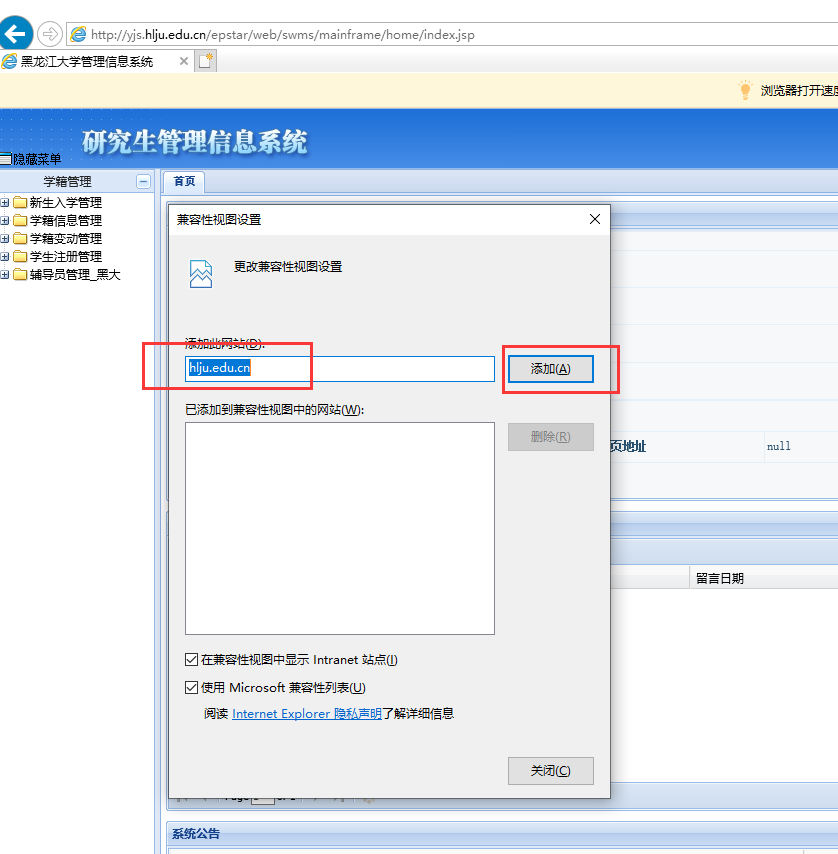 http://yjs.hlju.edu.cn/epstar/web/swms/mainframe/home/index.jsp
黑龙江大学管理信息系统
浏览器打开速
研究生管理信息系统
隐藏菜单
学籍管理
首页
新生入学管理
学籍信息管理
学籍变动管理
学生注册管理
辅导员管理_黑大
兼容性视图设置
更改兼容性视图设置
添加此网站(D):
hlju.edu.cn
添加(A)
已添加到兼容性视图中的网站(W):
删除(R)
页地址
null
留言日期
在兼容性视图中显示 Intranet 站点(I)
使用 Microsoft 兼容性列表(U)
阅读 Internet Explorer 隐私声明了解详细信息
关闭(C)
系统公告